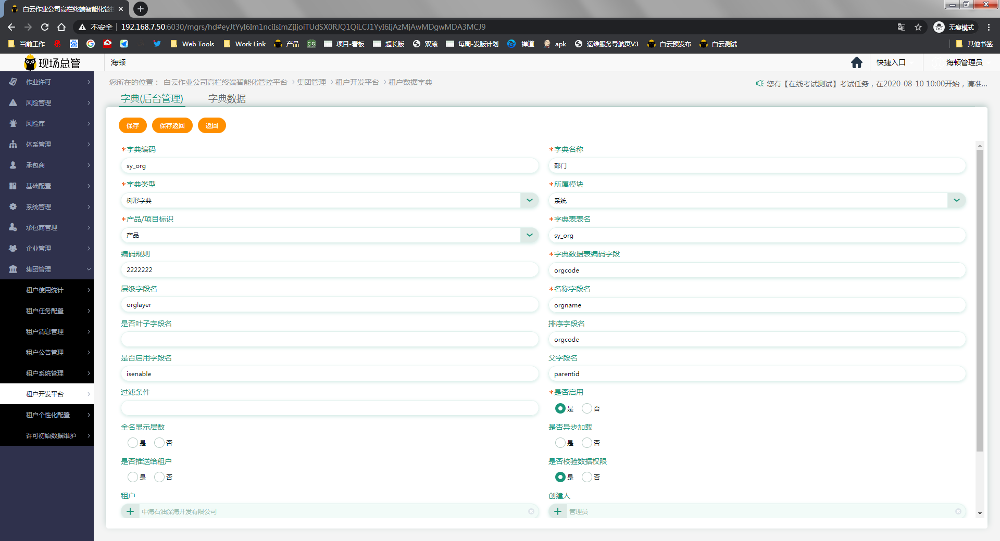 白云作业公司高栏终端智能化管控
不安全 192.168.7.50:6030/mgrs/hd#eyJtYyI6Im1nciIsImZjIjoiTUdSX0RJQ1QiLCJ1YyI6IjAzMjAwMDgwMDA3MCJ9 无痕模式
当前工作 Web Tools Work Link 产品 CG 项目-看板 超长版 双滚 每周-发版计划 禅道 apk 运维服务导航页V3 白云预发布 白云测试 其他书签
现场总管 海顿 快捷入口 海顿管理员
您所在的位置： 白云作业公司高栏终端智能化管控平台 集团管理 租户开发平台 租户数据字典
您有【在线考试测试】考试任务，在2020-08-10 10:00开始，请准...
作业许可
风险管理
风险库
体系管理
承包商
基础配置
系统管理
承包商管理
企业管理
集团管理
租户使用统计
租户任务配置
租户消息管理
租户公告管理
租户系统管理
租户开发平台
租户个性化配置
许可初始数据维护
字典(后台管理) 字典数据
保存 保存返回 返回
*字典编码 *字典名称
sy_org 部门
*字典类型 *所属模块
树形字典 系统
*产品/项目标识 *字典表表名
产品 sy_org
编码规则 *字典数据表编码字段
2222222 orgcode
层级字段名 *名称字段名
orglayer orgname
是否叶子字段名 排序字段名
orgcode
是否启用字段名 父字段名
isenable parentid
过滤条件 *是否启用
是 否
全名显示层数 是否异步加载
是 否 是 否
是否推送给租户 是否校验数据权限
是 否 是 否
租户 创建人
中海石油深海开发有限公司 管理员